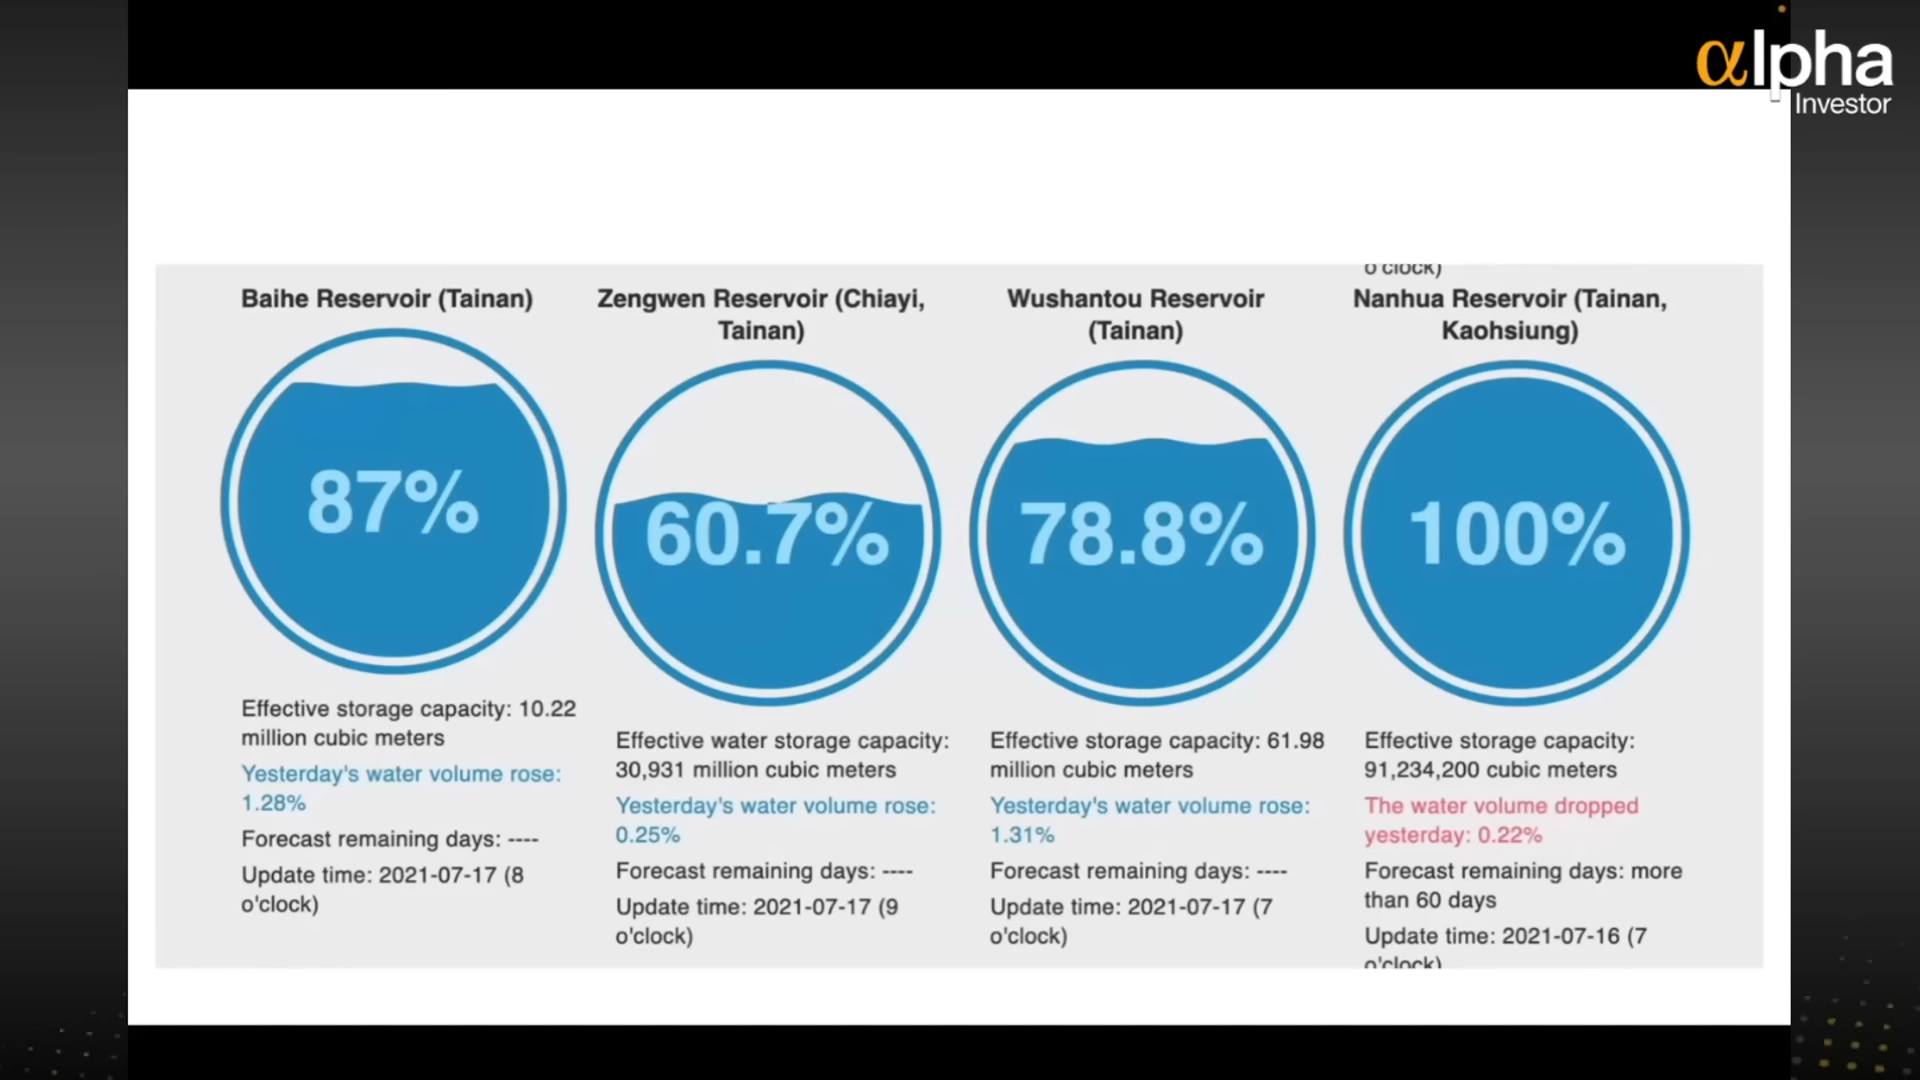 αlpha
Investor
Baihe Reservoir (Tainan)
87%
Effective storage capacity: 10.22
million cubic meters
Yesterday's water volume rose:
1.28%
Forecast remaining days: ----
Update time: 2021-07-17 (8
o'clock)
Zengwen Reservoir (Chiayi,
Tainan)
60.7%
Effective water storage capacity:
30,931 million cubic meters
Yesterday's water volume rose:
0.25%
Forecast remaining days: ----
Update time: 2021-07-17 (9
o'clock)
Wushantou Reservoir
(Tainan)
78.8%
Effective storage capacity: 61.98
million cubic meters
Yesterday's water volume rose:
1.31%
Forecast remaining days: ----
Update time: 2021-07-17 (7
o'clock)
o'clock)
Nanhua Reservoir (Tainan,
Kaohsiung)
100%
Effective storage capacity:
91,234,200 cubic meters
The water volume dropped
yesterday: 0.22%
Forecast remaining days: more
than 60 days
Update time: 2021-07-16 (7
o'clock)